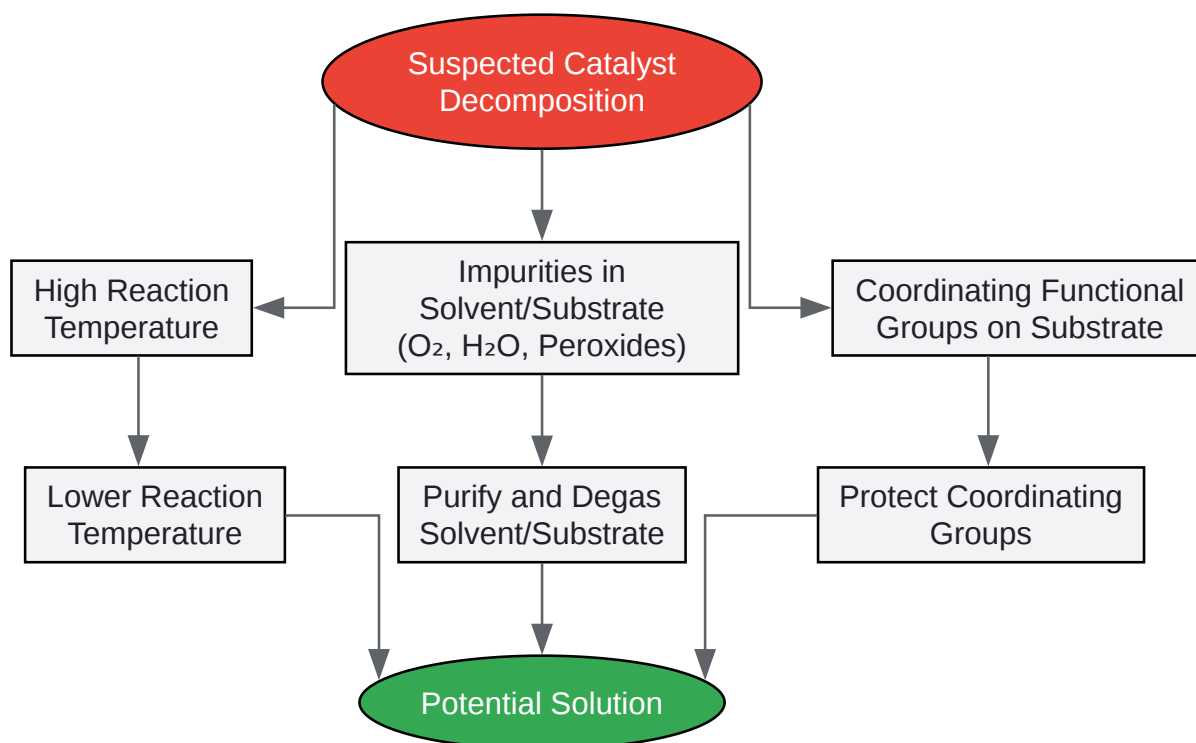 Suspected Catalyst
Decomposition
High Reaction
Temperature
Impurities in
Solvent/Substrate
(O₂, H₂O, Peroxides)
Coordinating Functional
Groups on Substrate
Lower Reaction
Temperature
Purify and Degas
Solvent/Substrate
Protect Coordinating
Groups
Potential Solution